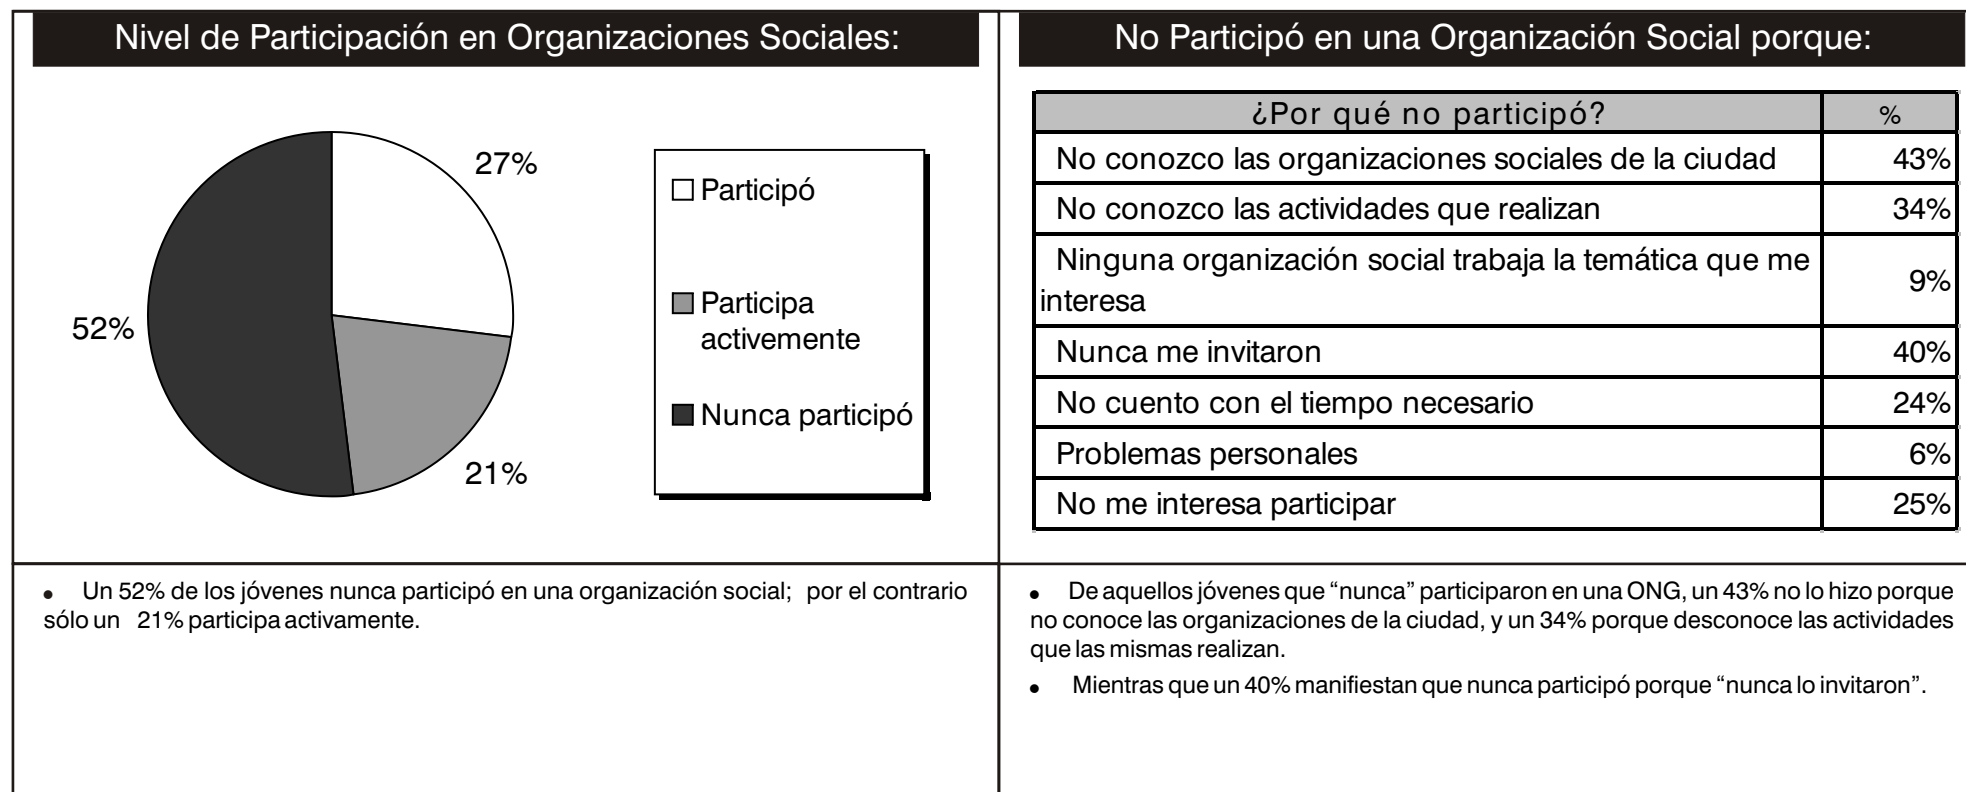 Nivel de Participación en Organizaciones Sociales:
27%
52%
21%
Participó
Participa
activemente
Nunca participó
• Un 52% de los jóvenes nunca participó en una organización social; por el contrario
sólo un 21% participa activamente.
No Participó en una Organización Social porque:
¿Por qué no participó? %
No conozco las organizaciones sociales de la ciudad 43%
No conozco las actividades que realizan 34%
Ninguna organización social trabaja la temática que me
interesa 9%
Nunca me invitaron 40%
No cuento con el tiempo necesario 24%
Problemas personales 6%
No me interesa participar 25%
• De aquellos jóvenes que “nunca” participaron en una ONG, un 43% no lo hizo porque
no conoce las organizaciones de la ciudad, y un 34% porque desconoce las actividades
que las mismas realizan.
• Mientras que un 40% manifiestan que nunca participó porque “nunca lo invitaron”.